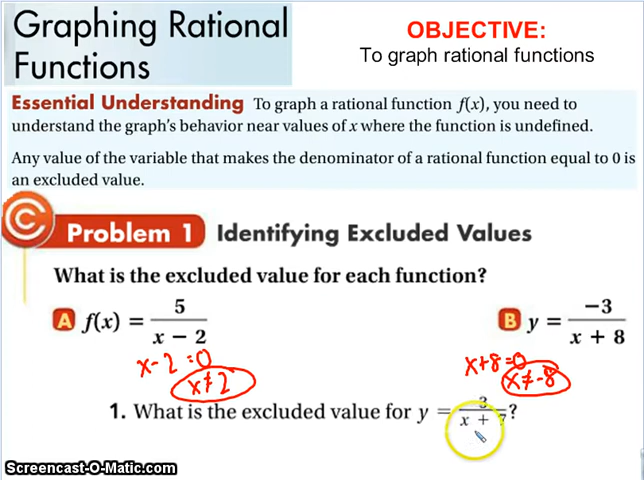 Graphing Rational
Functions
OBJECTIVE:
To graph rational functions
Essential Understanding To graph a rational function f(x), you need to
understand the graph's behavior near values of x where the function is undefined.
Any value of the variable that makes the denominator of a rational function equal to 0 is
an excluded value.
C Problem 1 Identifying Excluded Values
What is the excluded value for each function?
A f(x) = 5 / (x − 2)
x-2=0
x≠2
B y = −3 / (x + 8)
x+8=0
x≠-8
1. What is the excluded value for y = 3 / (x + 7)?
Screencast-O-Matic.com